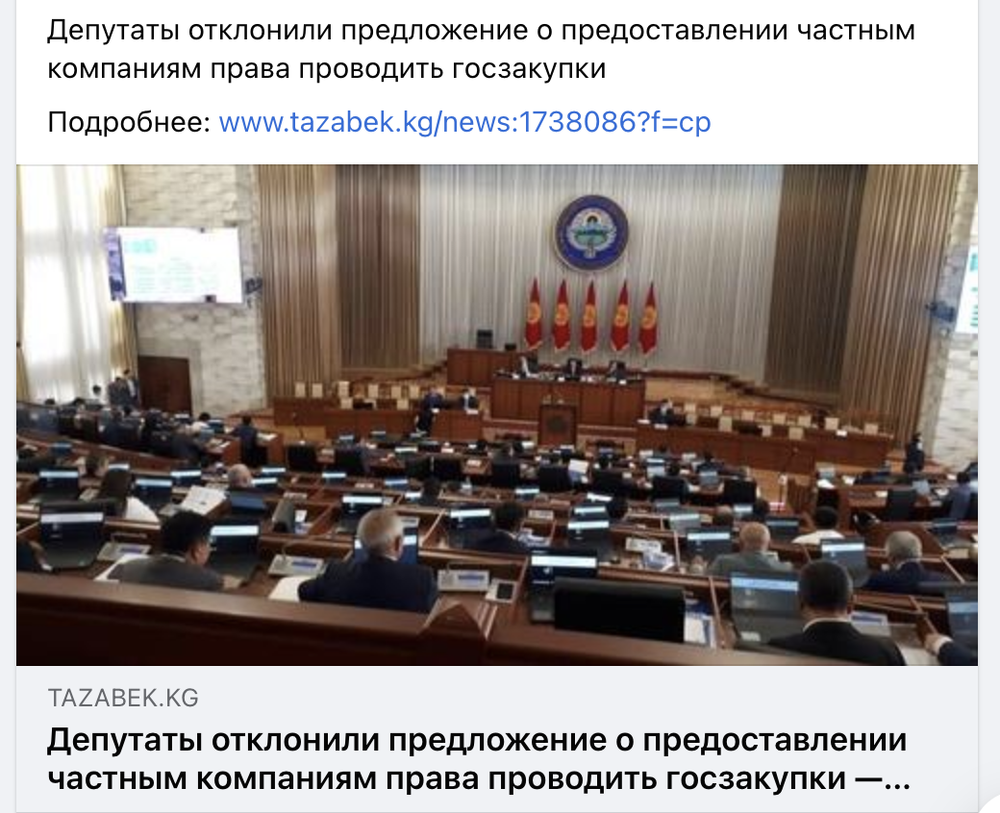 Депутаты отклонили предложение о предоставлении частным
компаниям права проводить госзакупки
Подробнее: www.tazabek.kg/news:1738086?f=cp
TAZABEK.KG
Депутаты отклонили предложение о предоставлении
частным компаниям права проводить госзакупки —...